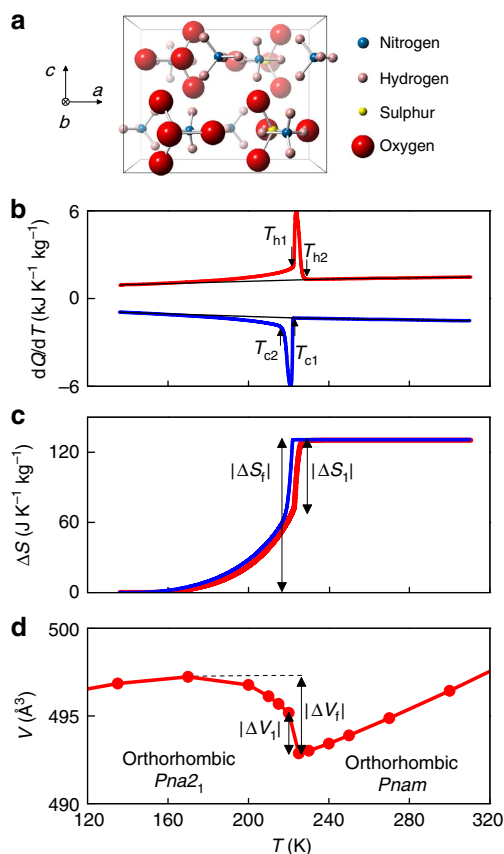 a
c
a
b
Nitrogen
Hydrogen
Sulphur
Oxygen
b
dQ/dT (kJ K⁻¹ kg⁻¹)
6
0
−6
T_h1
T_h2
T_c2
T_c1
c
ΔS (J K⁻¹ kg⁻¹)
120
60
0
|ΔS_f|
|ΔS_1|
d
V (Å³)
500
495
490
|ΔV_1|
|ΔV_f|
Orthorhombic
Pna2₁
Orthorhombic
Pnam
120 160 200 240 280 320
T (K)